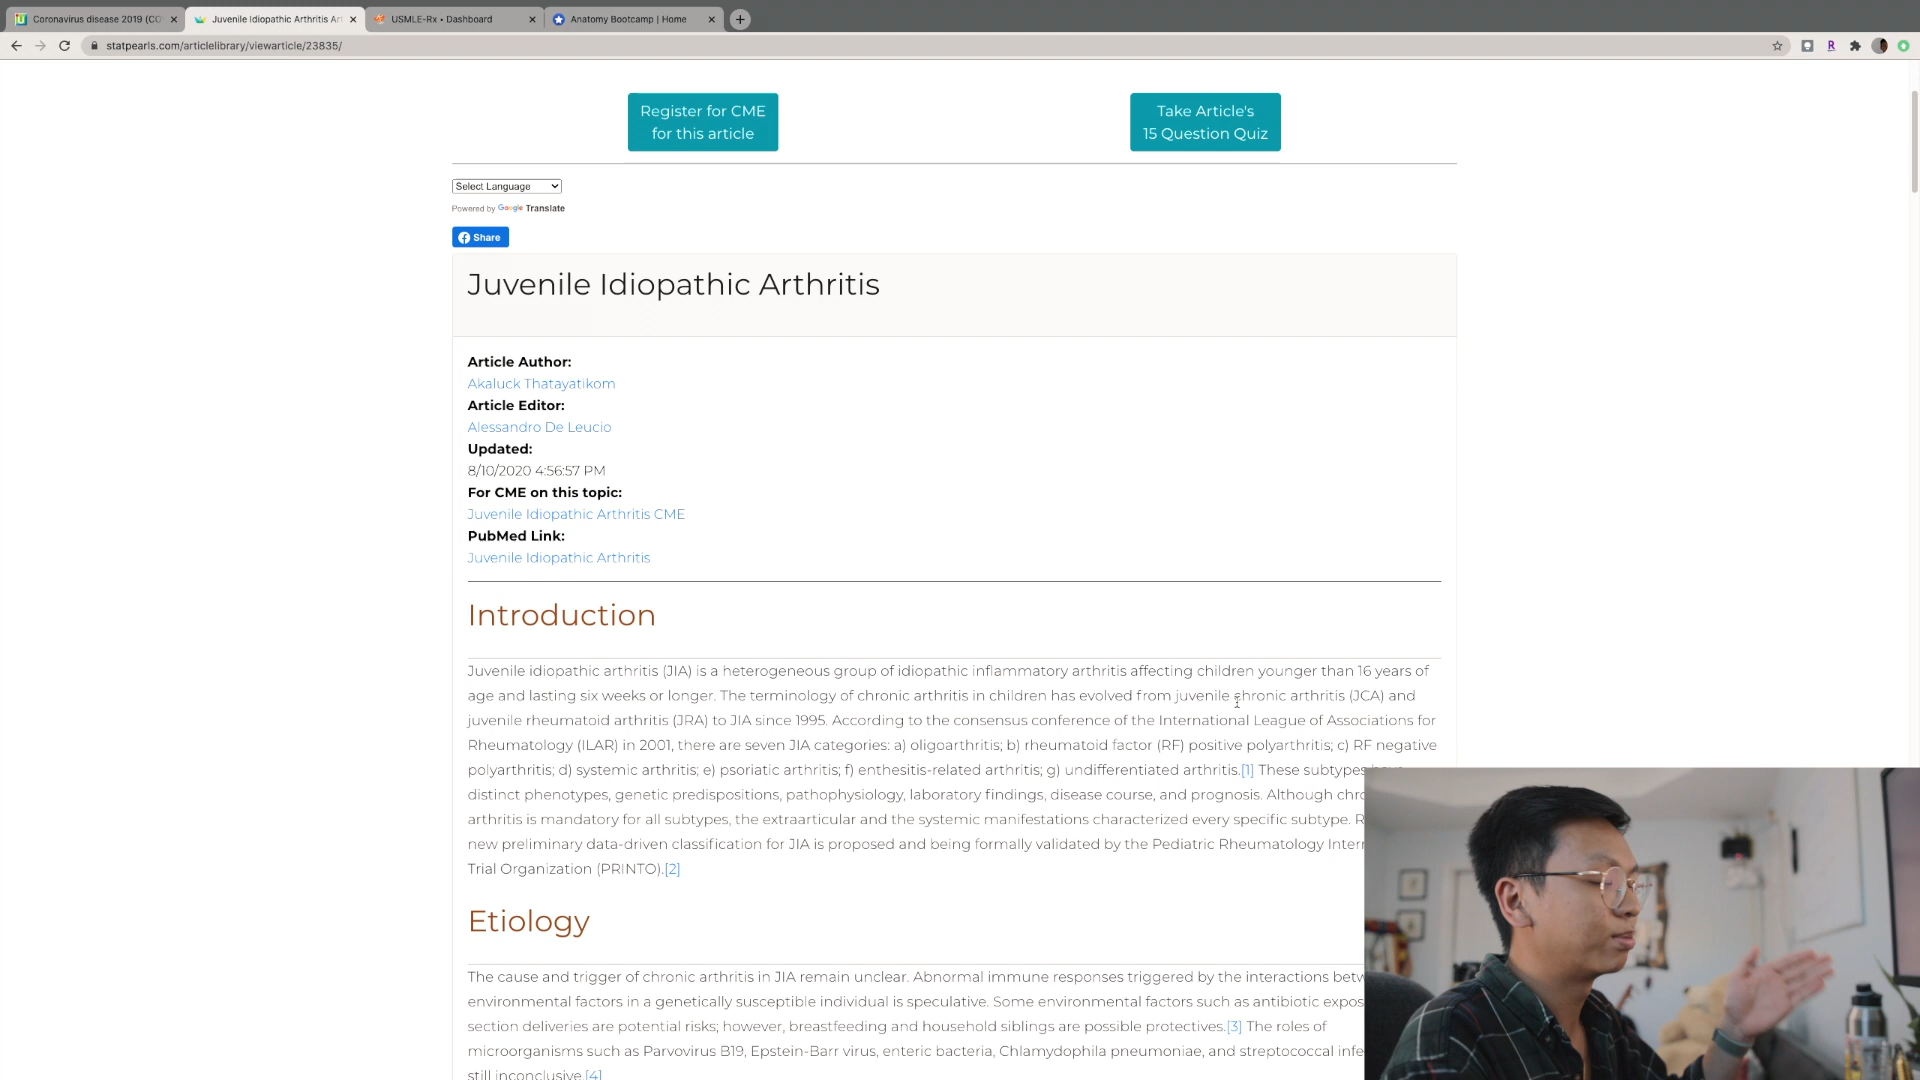 Coronavirus disease 2019 (CO
Juvenile Idiopathic Arthritis Art
USMLE-Rx • Dashboard
Anatomy Bootcamp | Home
statpearls.com/articlelibrary/viewarticle/23835/
Register for CME
for this article
Take Article's
15 Question Quiz
Select Language
Powered by Google Translate
Share
Juvenile Idiopathic Arthritis
Article Author:
Akaluck Thatayatikom
Article Editor:
Alessandro De Leucio
Updated:
8/10/2020 4:56:57 PM
For CME on this topic:
Juvenile Idiopathic Arthritis CME
PubMed Link:
Juvenile Idiopathic Arthritis
Introduction
Juvenile idiopathic arthritis (JIA) is a heterogeneous group of idiopathic inflammatory arthritis affecting children younger than 16 years of
age and lasting six weeks or longer. The terminology of chronic arthritis in children has evolved from juvenile chronic arthritis (JCA) and
juvenile rheumatoid arthritis (JRA) to JIA since 1995. According to the consensus conference of the International League of Associations for
Rheumatology (ILAR) in 2001, there are seven JIA categories: a) oligoarthritis; b) rheumatoid factor (RF) positive polyarthritis; c) RF negative
polyarthritis; d) systemic arthritis; e) psoriatic arthritis; f) enthesitis-related arthritis; g) undifferentiated arthritis.[1] These subtypes have
distinct phenotypes, genetic predispositions, pathophysiology, laboratory findings, disease course, and prognosis. Although chro
arthritis is mandatory for all subtypes, the extraarticular and the systemic manifestations characterized every specific subtype. R
new preliminary data-driven classification for JIA is proposed and being formally validated by the Pediatric Rheumatology Inter
Trial Organization (PRINTO).[2]
Etiology
The cause and trigger of chronic arthritis in JIA remain unclear. Abnormal immune responses triggered by the interactions betw
environmental factors in a genetically susceptible individual is speculative. Some environmental factors such as antibiotic expos
section deliveries are potential risks; however, breastfeeding and household siblings are possible protectives.[3] The roles of
microorganisms such as Parvovirus B19, Epstein-Barr virus, enteric bacteria, Chlamydophila pneumoniae, and streptococcal infe
still inconclusive.[4]